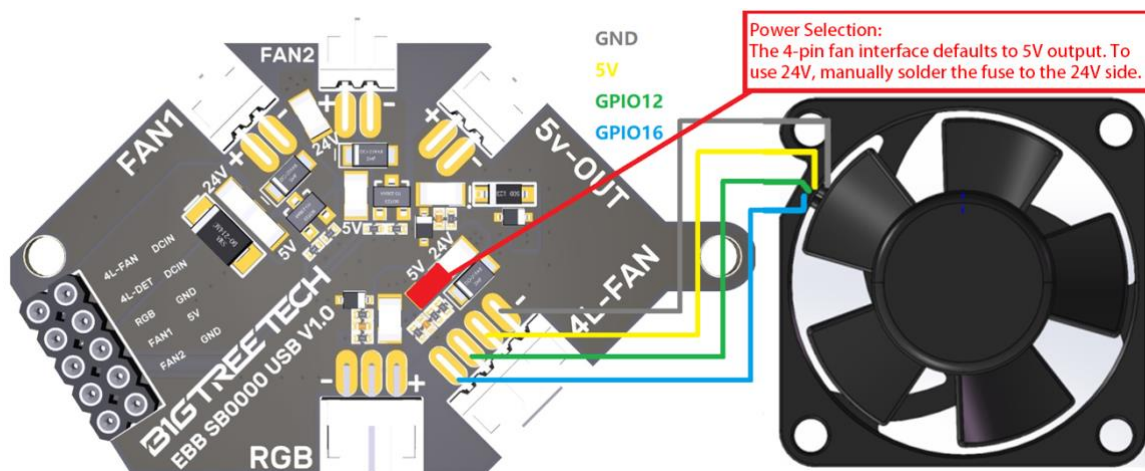 Power Selection:
The 4-pin fan interface defaults to 5V output. To
use 24V, manually solder the fuse to the 24V side.
GND
5V
GPIO12
GPIO16
FAN2
FAN1
5V-OUT
4L-FAN
+
-
24V
+
-
24V
5V
5V
5V
24V
4L-FAN DCIN
4L-DET DCIN
RGB GND
FAN1 5V
FAN2 GND
BIGTREETECH
EBB SB0000 USB V1.0
-
+
+
-
RGB